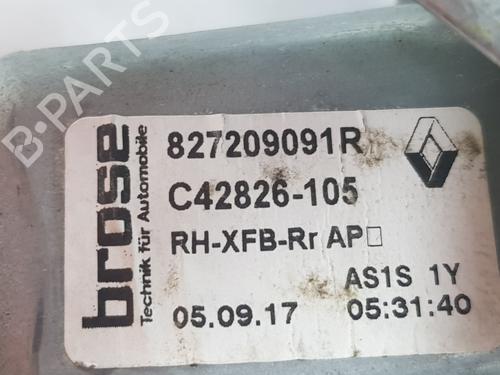 brose
Technik für Automobile
827209091R
C42826-105
RH-XFB-Rr AP□
AS1S 1Y
05.09.17 05:31:40
B-PARTS